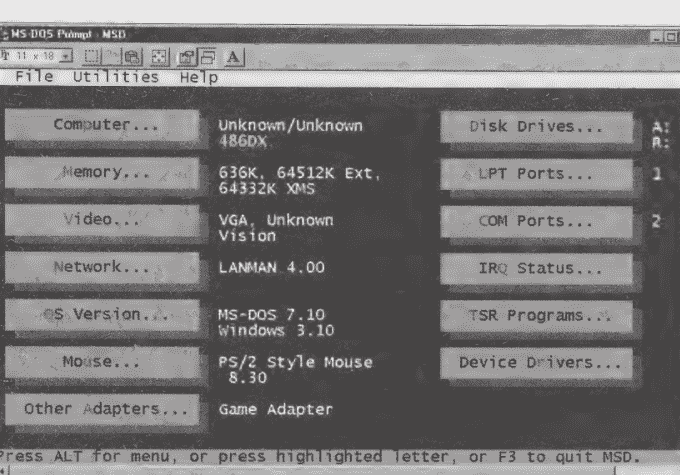 MS-DOS Prompt - MSD
11 x 18
A
File Utilities Help
Computer...
Unknown/Unknown
486DX
Disk Drives...
A:
Memory...
636K, 64512K Ext,
64332K XMS
LPT Ports...
1
Video...
VGA, Unknown
Vision
COM Ports...
2
Network...
LANMAN 4.00
IRQ Status...
OS Version...
MS-DOS 7.10
Windows 3.10
TSR Programs...
Mouse...
PS/2 Style Mouse
8.30
Device Drivers...
Other Adapters...
Game Adapter
Press ALT for menu, or press highlighted letter, or F3 to quit MSD.